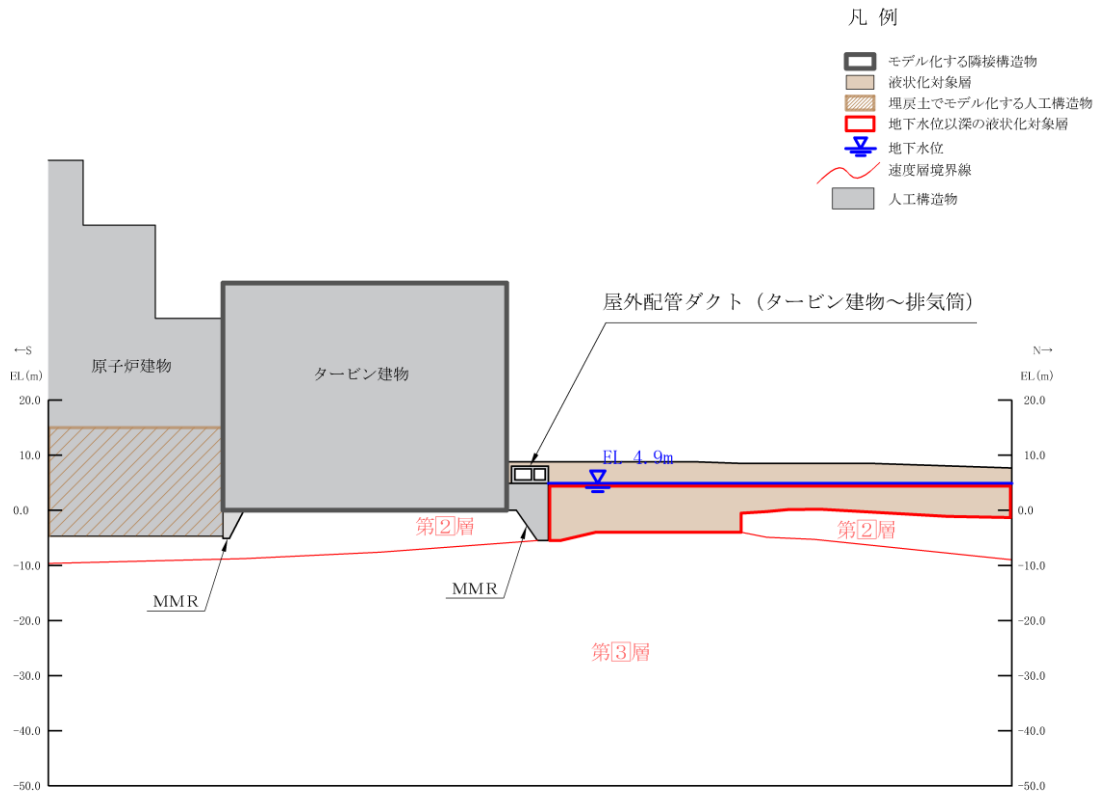 凡 例
モデル化する隣接構造物
液状化対象層
埋戻土でモデル化する人工構造物
地下水位以深の液状化対象層
地下水位
速度層境界線
人工構造物
屋外配管ダクト（タービン建物～排気筒）
←S
EL(m)
N→
EL(m)
原子炉建物
タービン建物
20.0
10.0
0.0
-10.0
-20.0
-30.0
-40.0
-50.0
EL 4.9m
第2層
第2層
MMR
MMR
第3層
20.0
10.0
0.0
-10.0
-20.0
-30.0
-40.0
-50.0